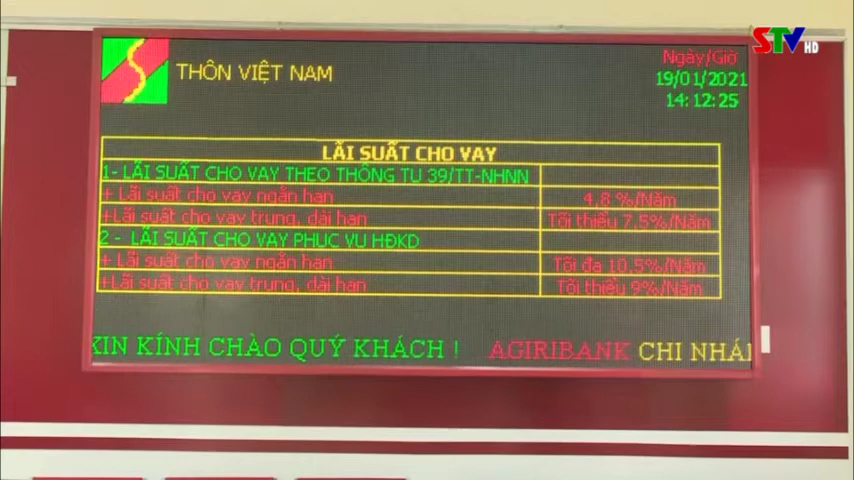 STV HD
THÔN VIỆT NAM
Ngày/Giờ
19/01/2021
14:12:25
LÃI SUẤT CHO VAY
1- LÃI SUẤT CHO VAY THEO THÔNG TƯ 39/TT-NHNN
+ Lãi suất cho vay ngắn hạn 4,8 %/Năm
+Lãi suất cho vay trung, dài hạn Tối thiểu 7.5%/Năm
2 - LÃI SUẤT CHO VAY PHỤC VỤ HĐKD
+ Lãi suất cho vay ngắn hạn Tối đa 10,5%/Năm
+Lãi suất cho vay trung, dài hạn Tối thiểu 9%/Năm
XIN KÍNH CHÀO QUÝ KHÁCH ! AGIRIBANK CHI NHÁ